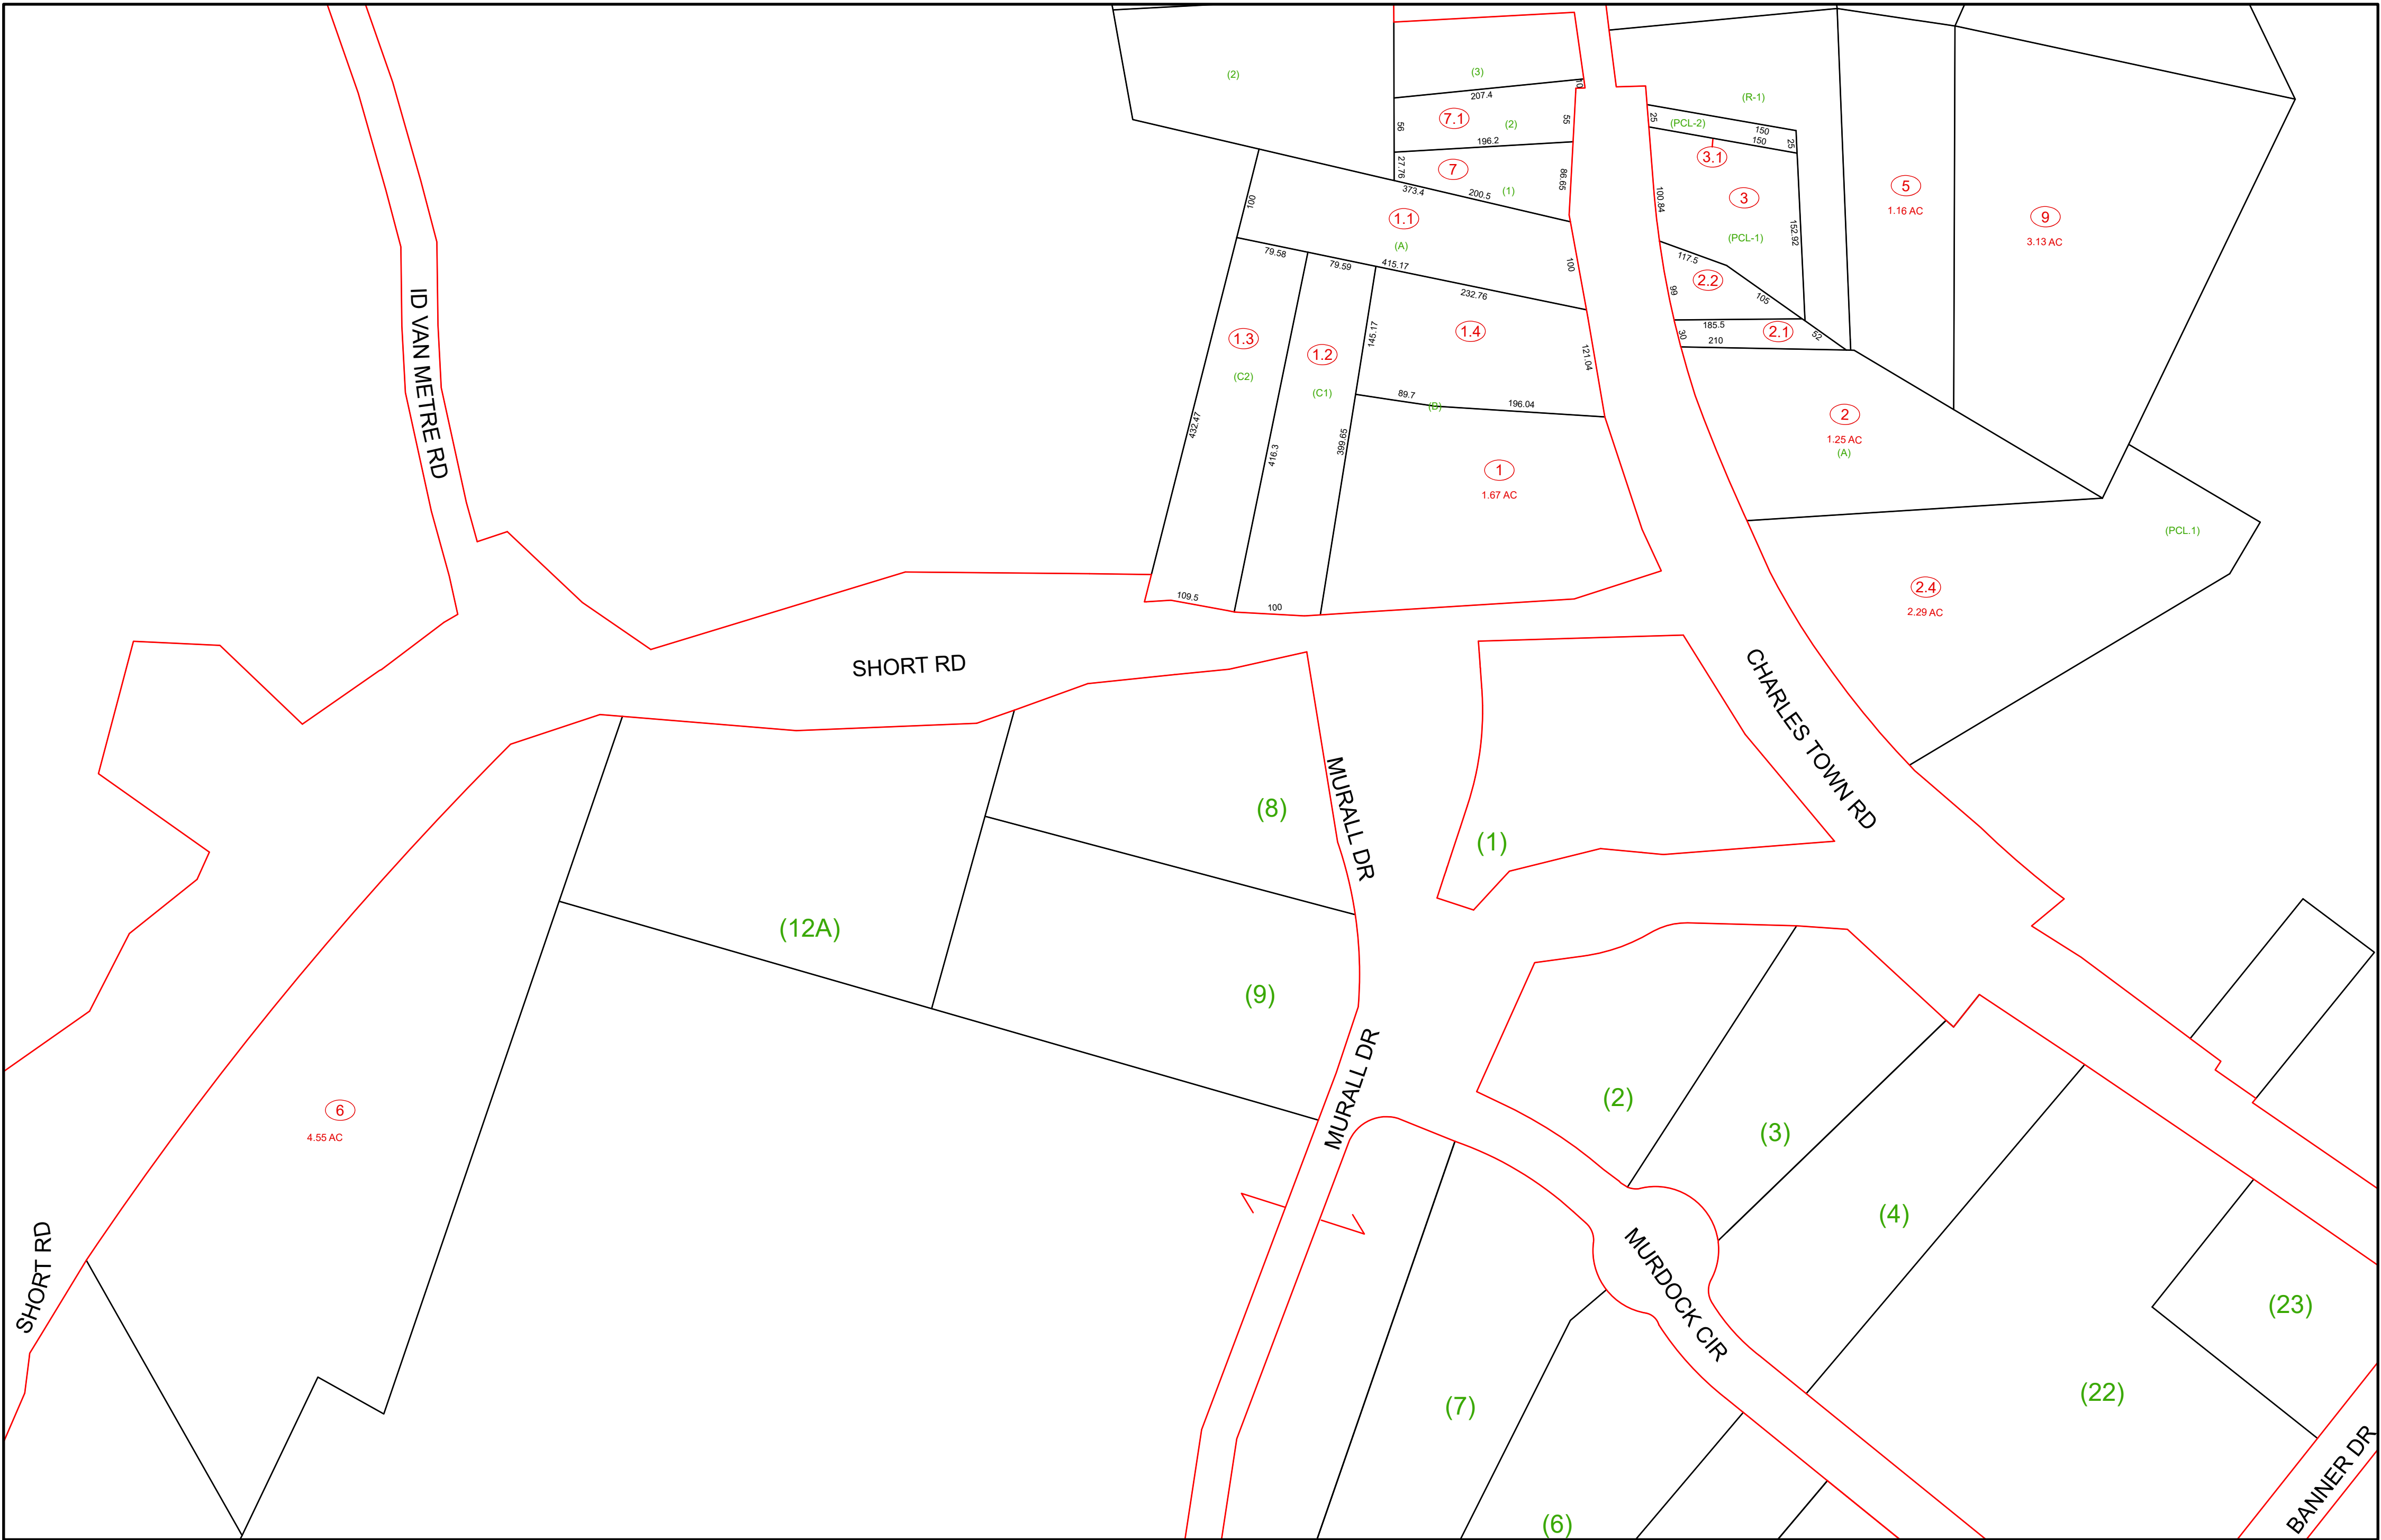 (2)
(3)
207.4
10
7.1
(2)
56
55
196.2
27.76
7
(1)
86.65
373.4
200.5
(R-1)
(PCL-2)
25
150
150
25
3.1
3
100.84
(PCL-1)
152.92
5
1.16 AC
9
3.13 AC
100
1.1
(A)
79.58
79.59
415.17
232.76
100
117.5
2.2
99
105
185.5
2.1
30
210
52
1.3
(C2)
1.2
(C1)
145.17
1.4
121.04
89.7
(B)
196.04
432.47
416.3
399.65
1
1.67 AC
2
1.25 AC
(A)
(PCL.1)
2.4
2.29 AC
109.5
100
ID VAN METRE RD
SHORT RD
CHARLES TOWN RD
MURALL DR
(8)
(1)
(12A)
(9)
MURALL DR
(2)
(3)
6
4.55 AC
(4)
SHORT RD
MURDOCK CIR
(23)
(22)
(7)
(6)
BANNER DR